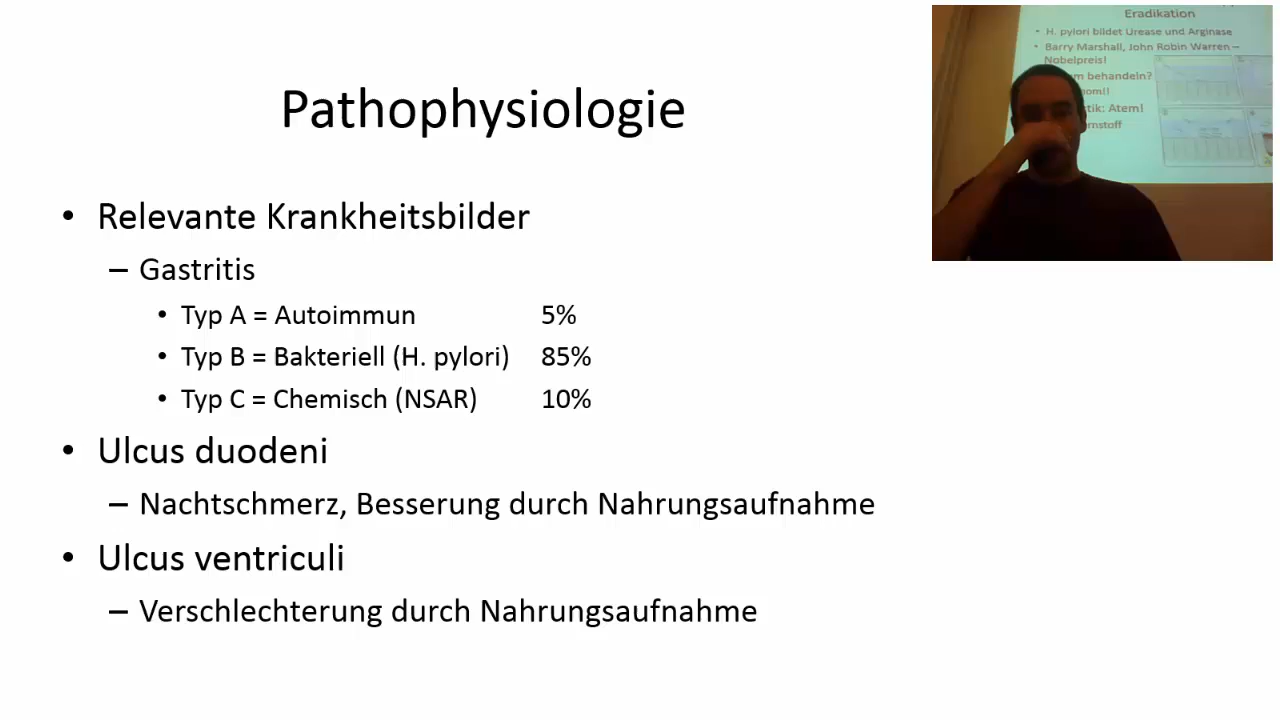 Pathophysiologie
• Relevante Krankheitsbilder
– Gastritis
• Typ A = Autoimmun 5%
• Typ B = Bakteriell (H. pylori) 85%
• Typ C = Chemisch (NSAR) 10%
• Ulcus duodeni
– Nachtschmerz, Besserung durch Nahrungsaufnahme
• Ulcus ventriculi
– Verschlechterung durch Nahrungsaufnahme
Eradikation
• H. pylori bildet Urease und Arginase
• Barry Marshall, John Robin Warren –
Nobelpreis!
behandeln?
Atem!